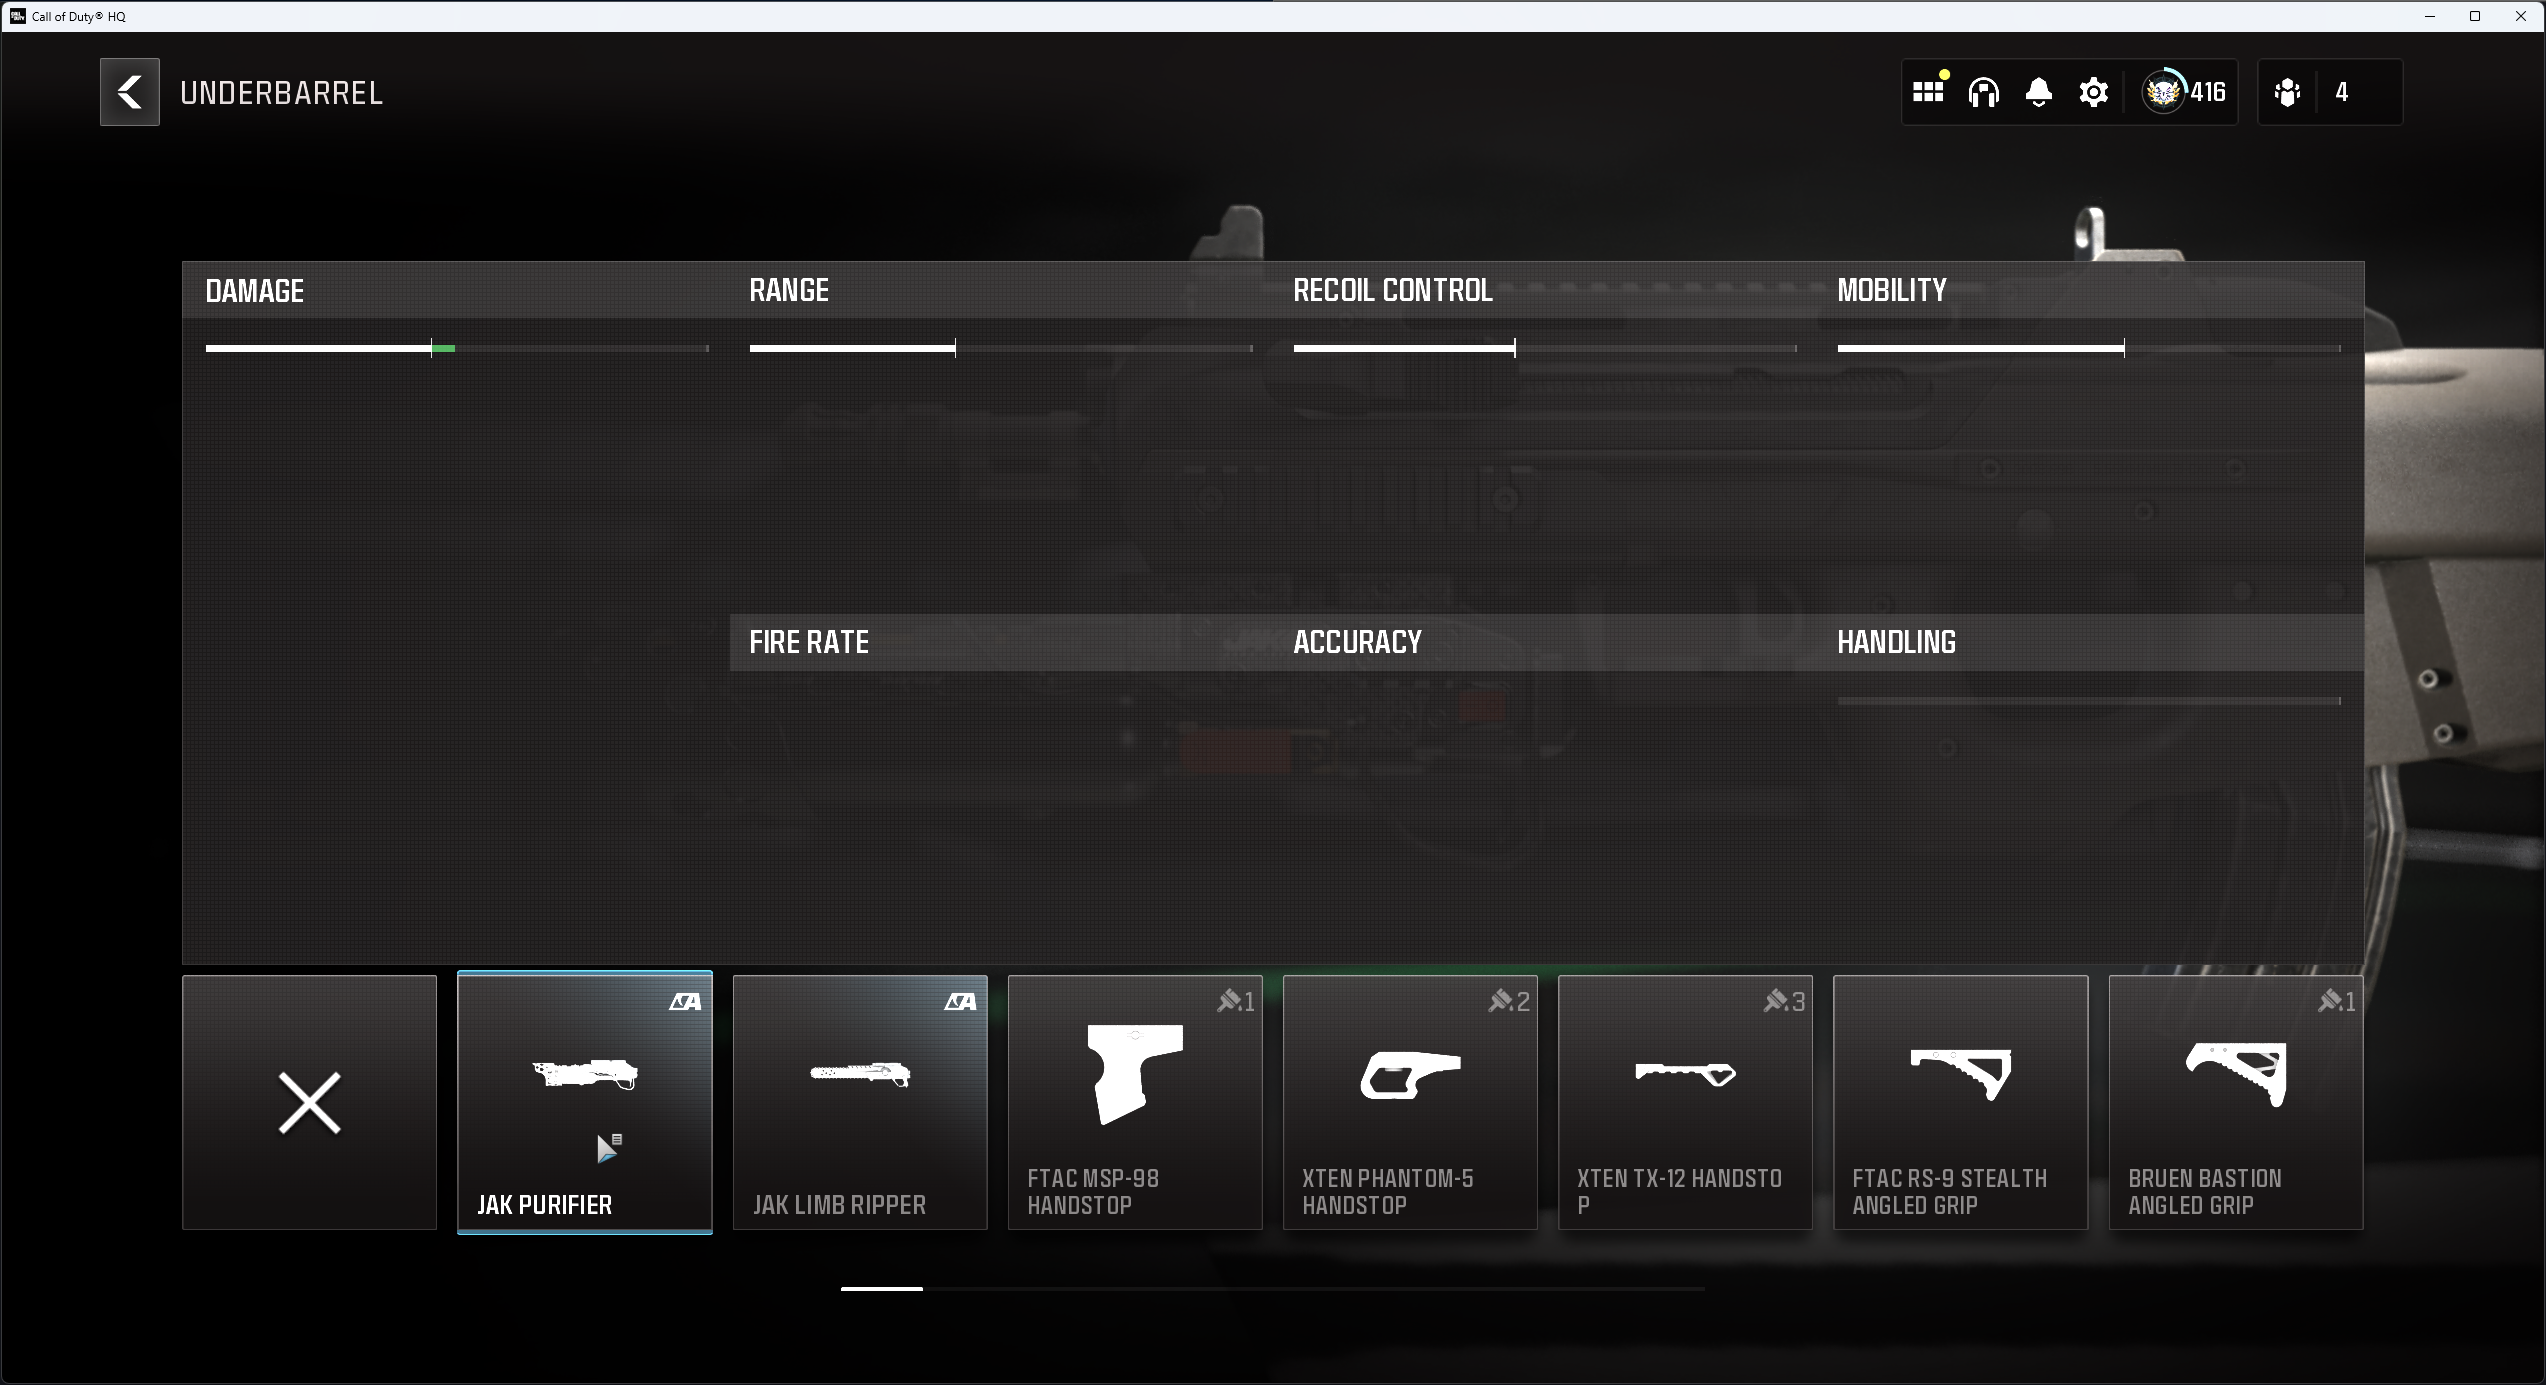 Call of Duty® HQ
UNDERBARREL
416
4
DAMAGE
RANGE
RECOIL CONTROL
MOBILITY
FIRE RATE
ACCURACY
HANDLING
JAK PURIFIER
JAK LIMB RIPPER
1
FTAC MSP-98
HANDSTOP
2
XTEN PHANTOM-5
HANDSTOP
3
XTEN TX-12 HANDSTO
P
FTAC RS-9 STEALTH
ANGLED GRIP
1
BRUEN BASTION
ANGLED GRIP